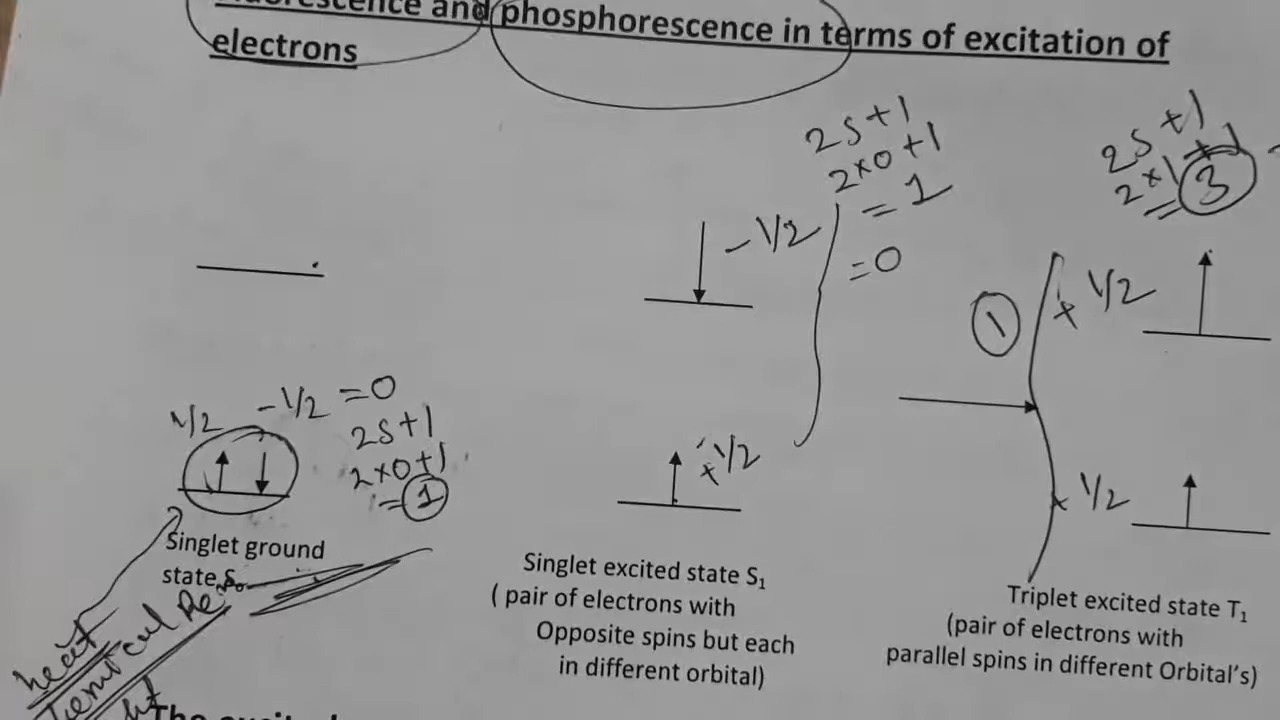 and phosphorescence in terms of excitation of
electrons
2S+1
2×0+1
= 1
= 0
2S+1
2×1+1
= 3
- 1/2
+ 1/2
1
+ 1/2
+ 1/2
1/2 - 1/2 = 0
2S+1
2×0+1
= 1
Singlet ground
state S₀
Singlet excited state S₁
( pair of electrons with
Opposite spins but each
in different orbital)
Triplet excited state T₁
(pair of electrons with
parallel spins in different Orbital's)
heat
The